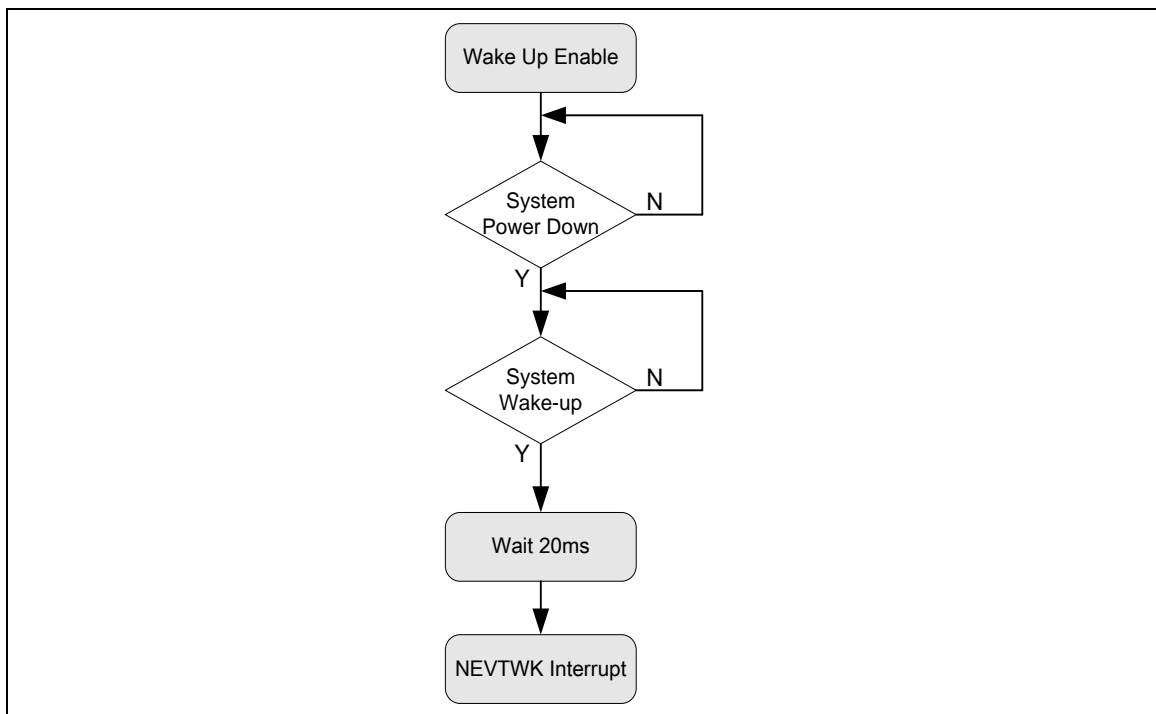 Wake Up Enable
System
Power Down
N
Y
System
Wake-up
N
Y
Wait 20ms
NEVTWK Interrupt